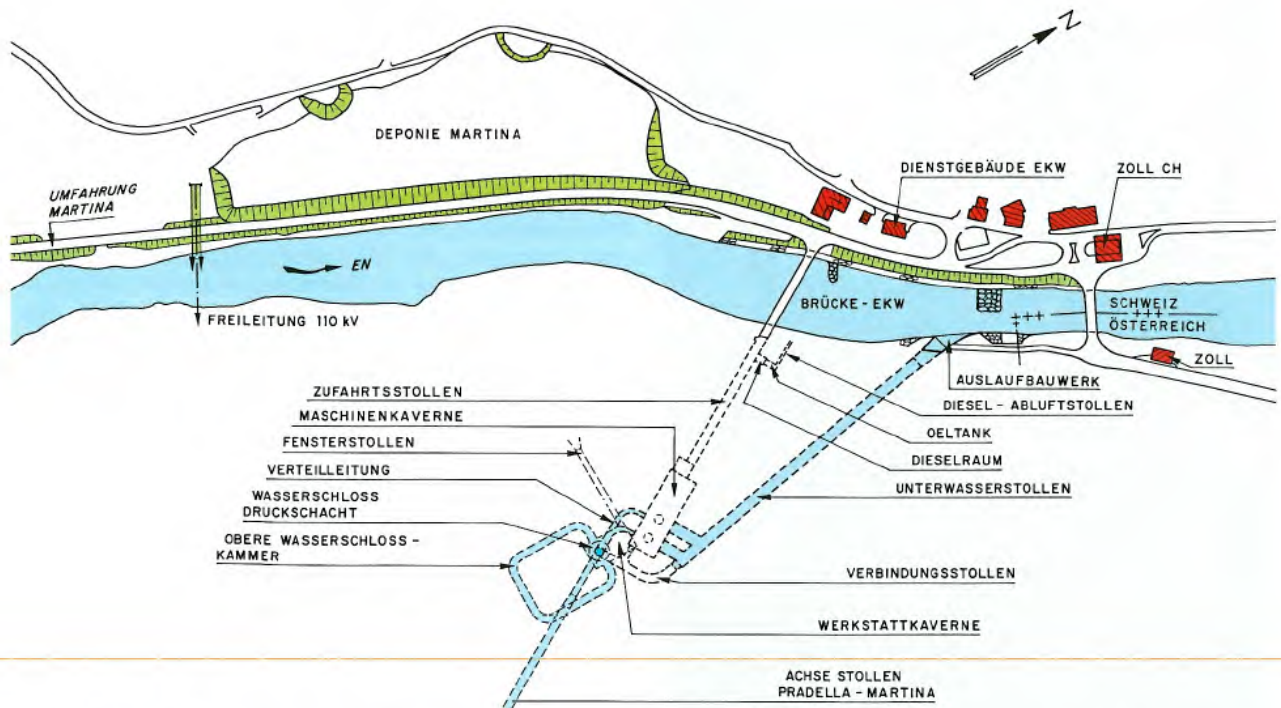 N
DEPONIE MARTINA
DIENSTGEBÄUDE EKW
ZOLL CH
UMFAHRUNG
MARTINA
EN
FREILEITUNG 110 kV
BRÜCKE - EKW
SCHWEIZ
ÖSTERREICH
ZOLL
AUSLAUFBAUWERK
DIESEL - ABLUFTSTOLLEN
OELTANK
DIESELRAUM
UNTERWASSERSTOLLEN
ZUFAHRTSSTOLLEN
MASCHINENKAVERNE
FENSTERSTOLLEN
VERTEILLEITUNG
WASSERSCHLOSS
DRUCKSCHACHT
OBERE WASSERSCHLOSS -
KAMMER
VERBINDUNGSSTOLLEN
WERKSTATTKAVERNE
ACHSE STOLLEN
PRADELLA - MARTINA